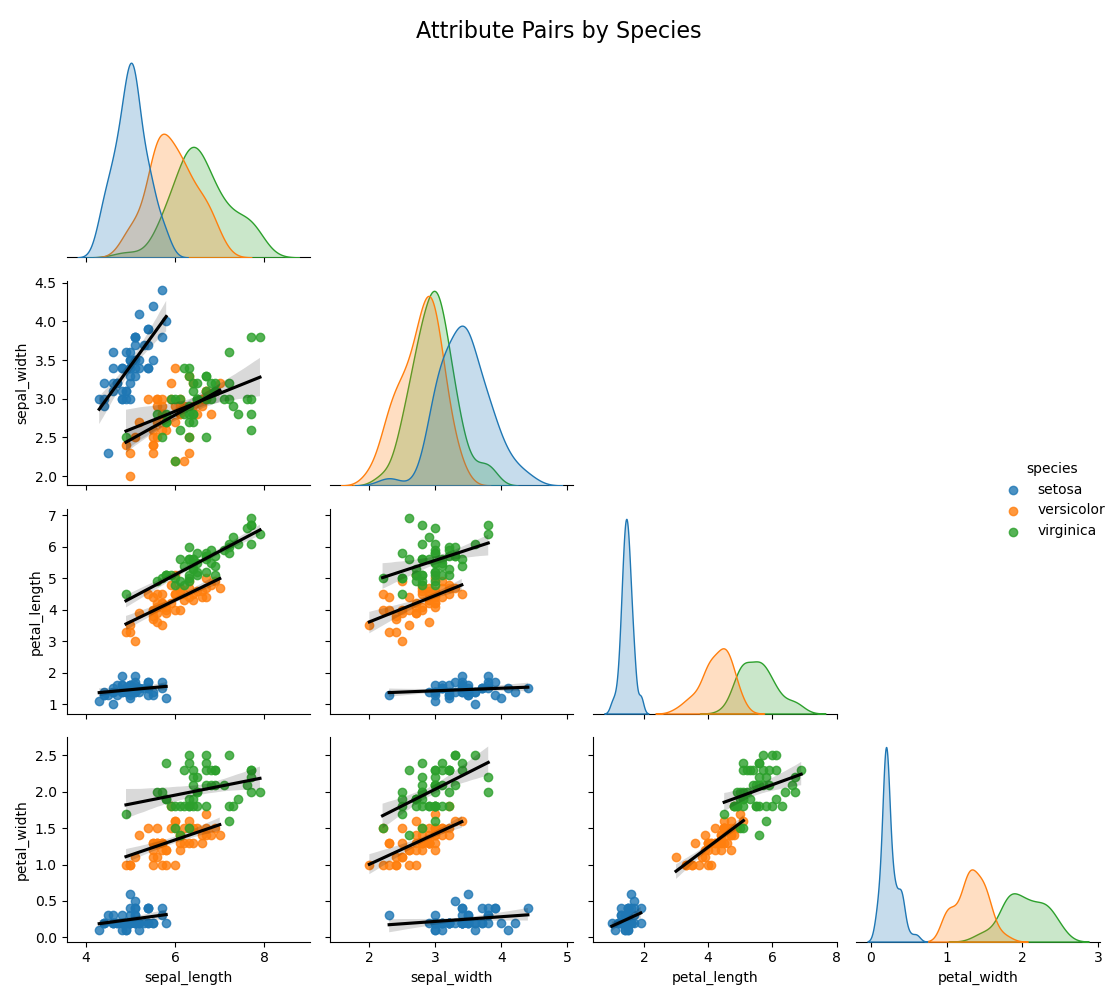 Attribute Pairs by Species
4.5
4.0
3.5
3.0
2.5
2.0
sepal_width
species
setosa
versicolor
virginica
7
6
5
4
3
2
1
petal_length
2.5
2.0
1.5
1.0
0.5
0.0
petal_width
4 6 8
2 3 4 5
2 4 6 8
0 1 2 3
sepal_length
sepal_width
petal_length
petal_width